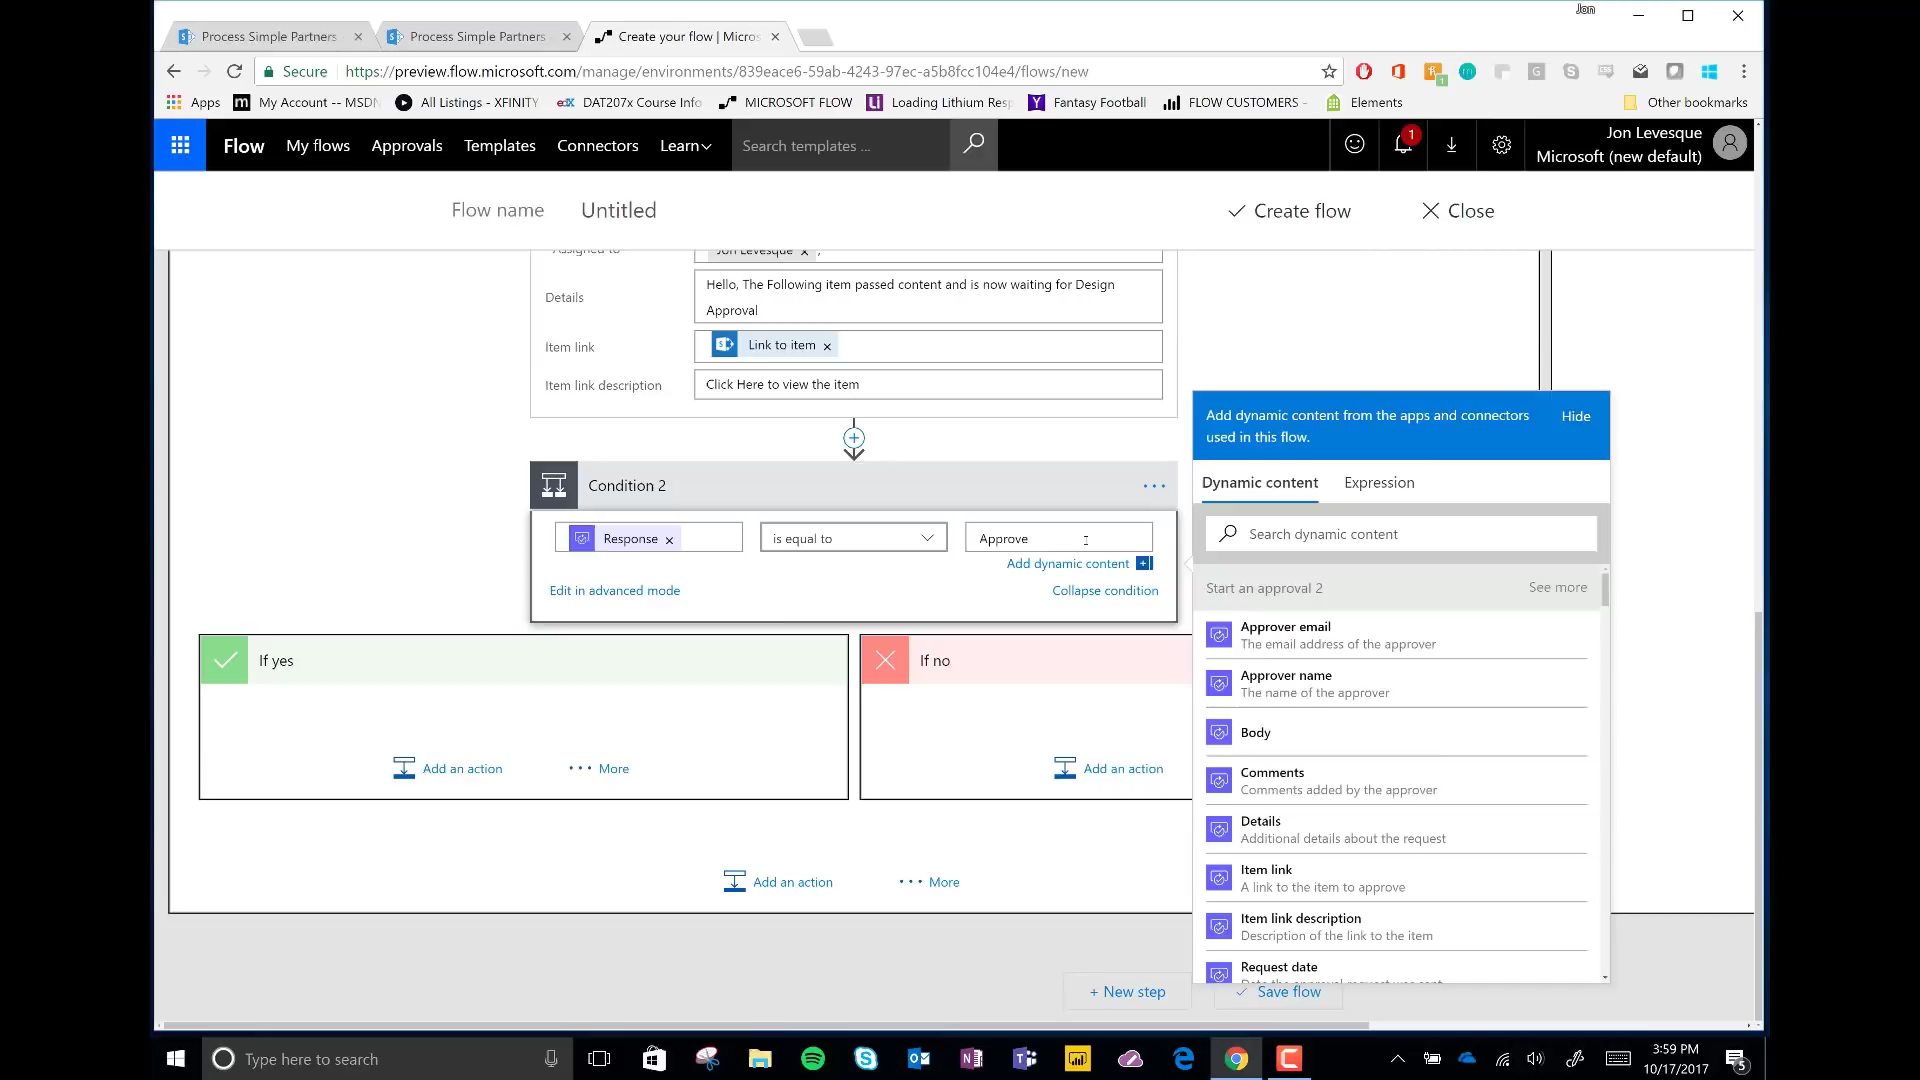 Jon
Process Simple Partners
Process Simple Partners
Create your flow | Micros
Secure
https://preview.flow.microsoft.com/manage/environments/839eace6-59ab-4243-97ec-a5b8fcc104e4/flows/new
Apps
My Account -- MSDN
All Listings - XFINITY
DAT207x Course Info
MICROSOFT FLOW
Loading Lithium Resp
Fantasy Football
FLOW CUSTOMERS -
Elements
Other bookmarks
Flow
My flows
Approvals
Templates
Connectors
Learn
Search templates ...
1
Jon Levesque
Microsoft (new default)
Flow name
Untitled
Create flow
Close
Assigned to
Jon Levesque
Details
Hello, The Following item passed content and is now waiting for Design
Approval
Item link
Link to item
Item link description
Click Here to view the item
Condition 2
Response
is equal to
Approve
Add dynamic content
Edit in advanced mode
Collapse condition
If yes
Add an action
More
If no
Add an action
Add an action
More
+ New step
Save flow
Add dynamic content from the apps and connectors
used in this flow.
Hide
Dynamic content
Expression
Search dynamic content
Start an approval 2
See more
Approver email
The email address of the approver
Approver name
The name of the approver
Body
Comments
Comments added by the approver
Details
Additional details about the request
Item link
A link to the item to approve
Item link description
Description of the link to the item
Request date
Type here to search
3:59 PM
10/17/2017
5